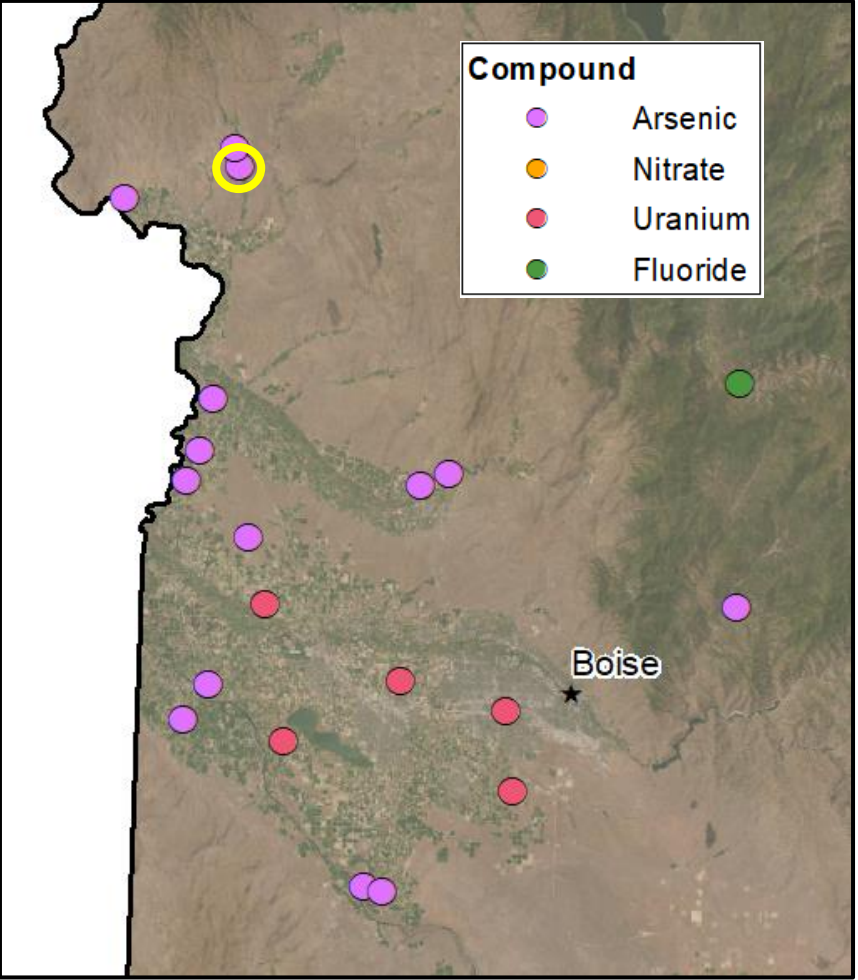 Compound
Arsenic
Nitrate
Uranium
Fluoride
Boise